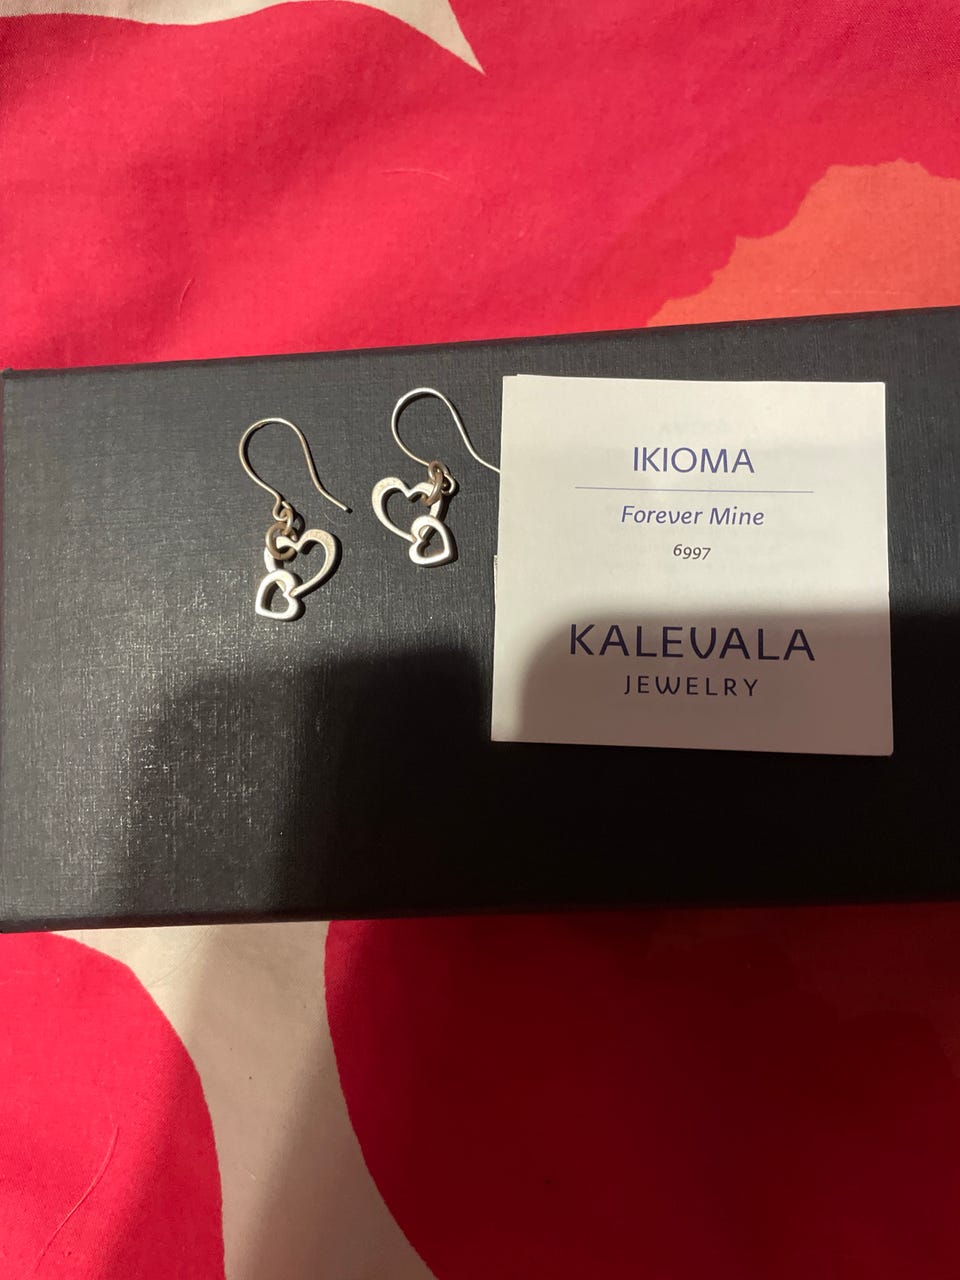 IKIOMA
Forever Mine
6997
KALEVALA
JEWELRY